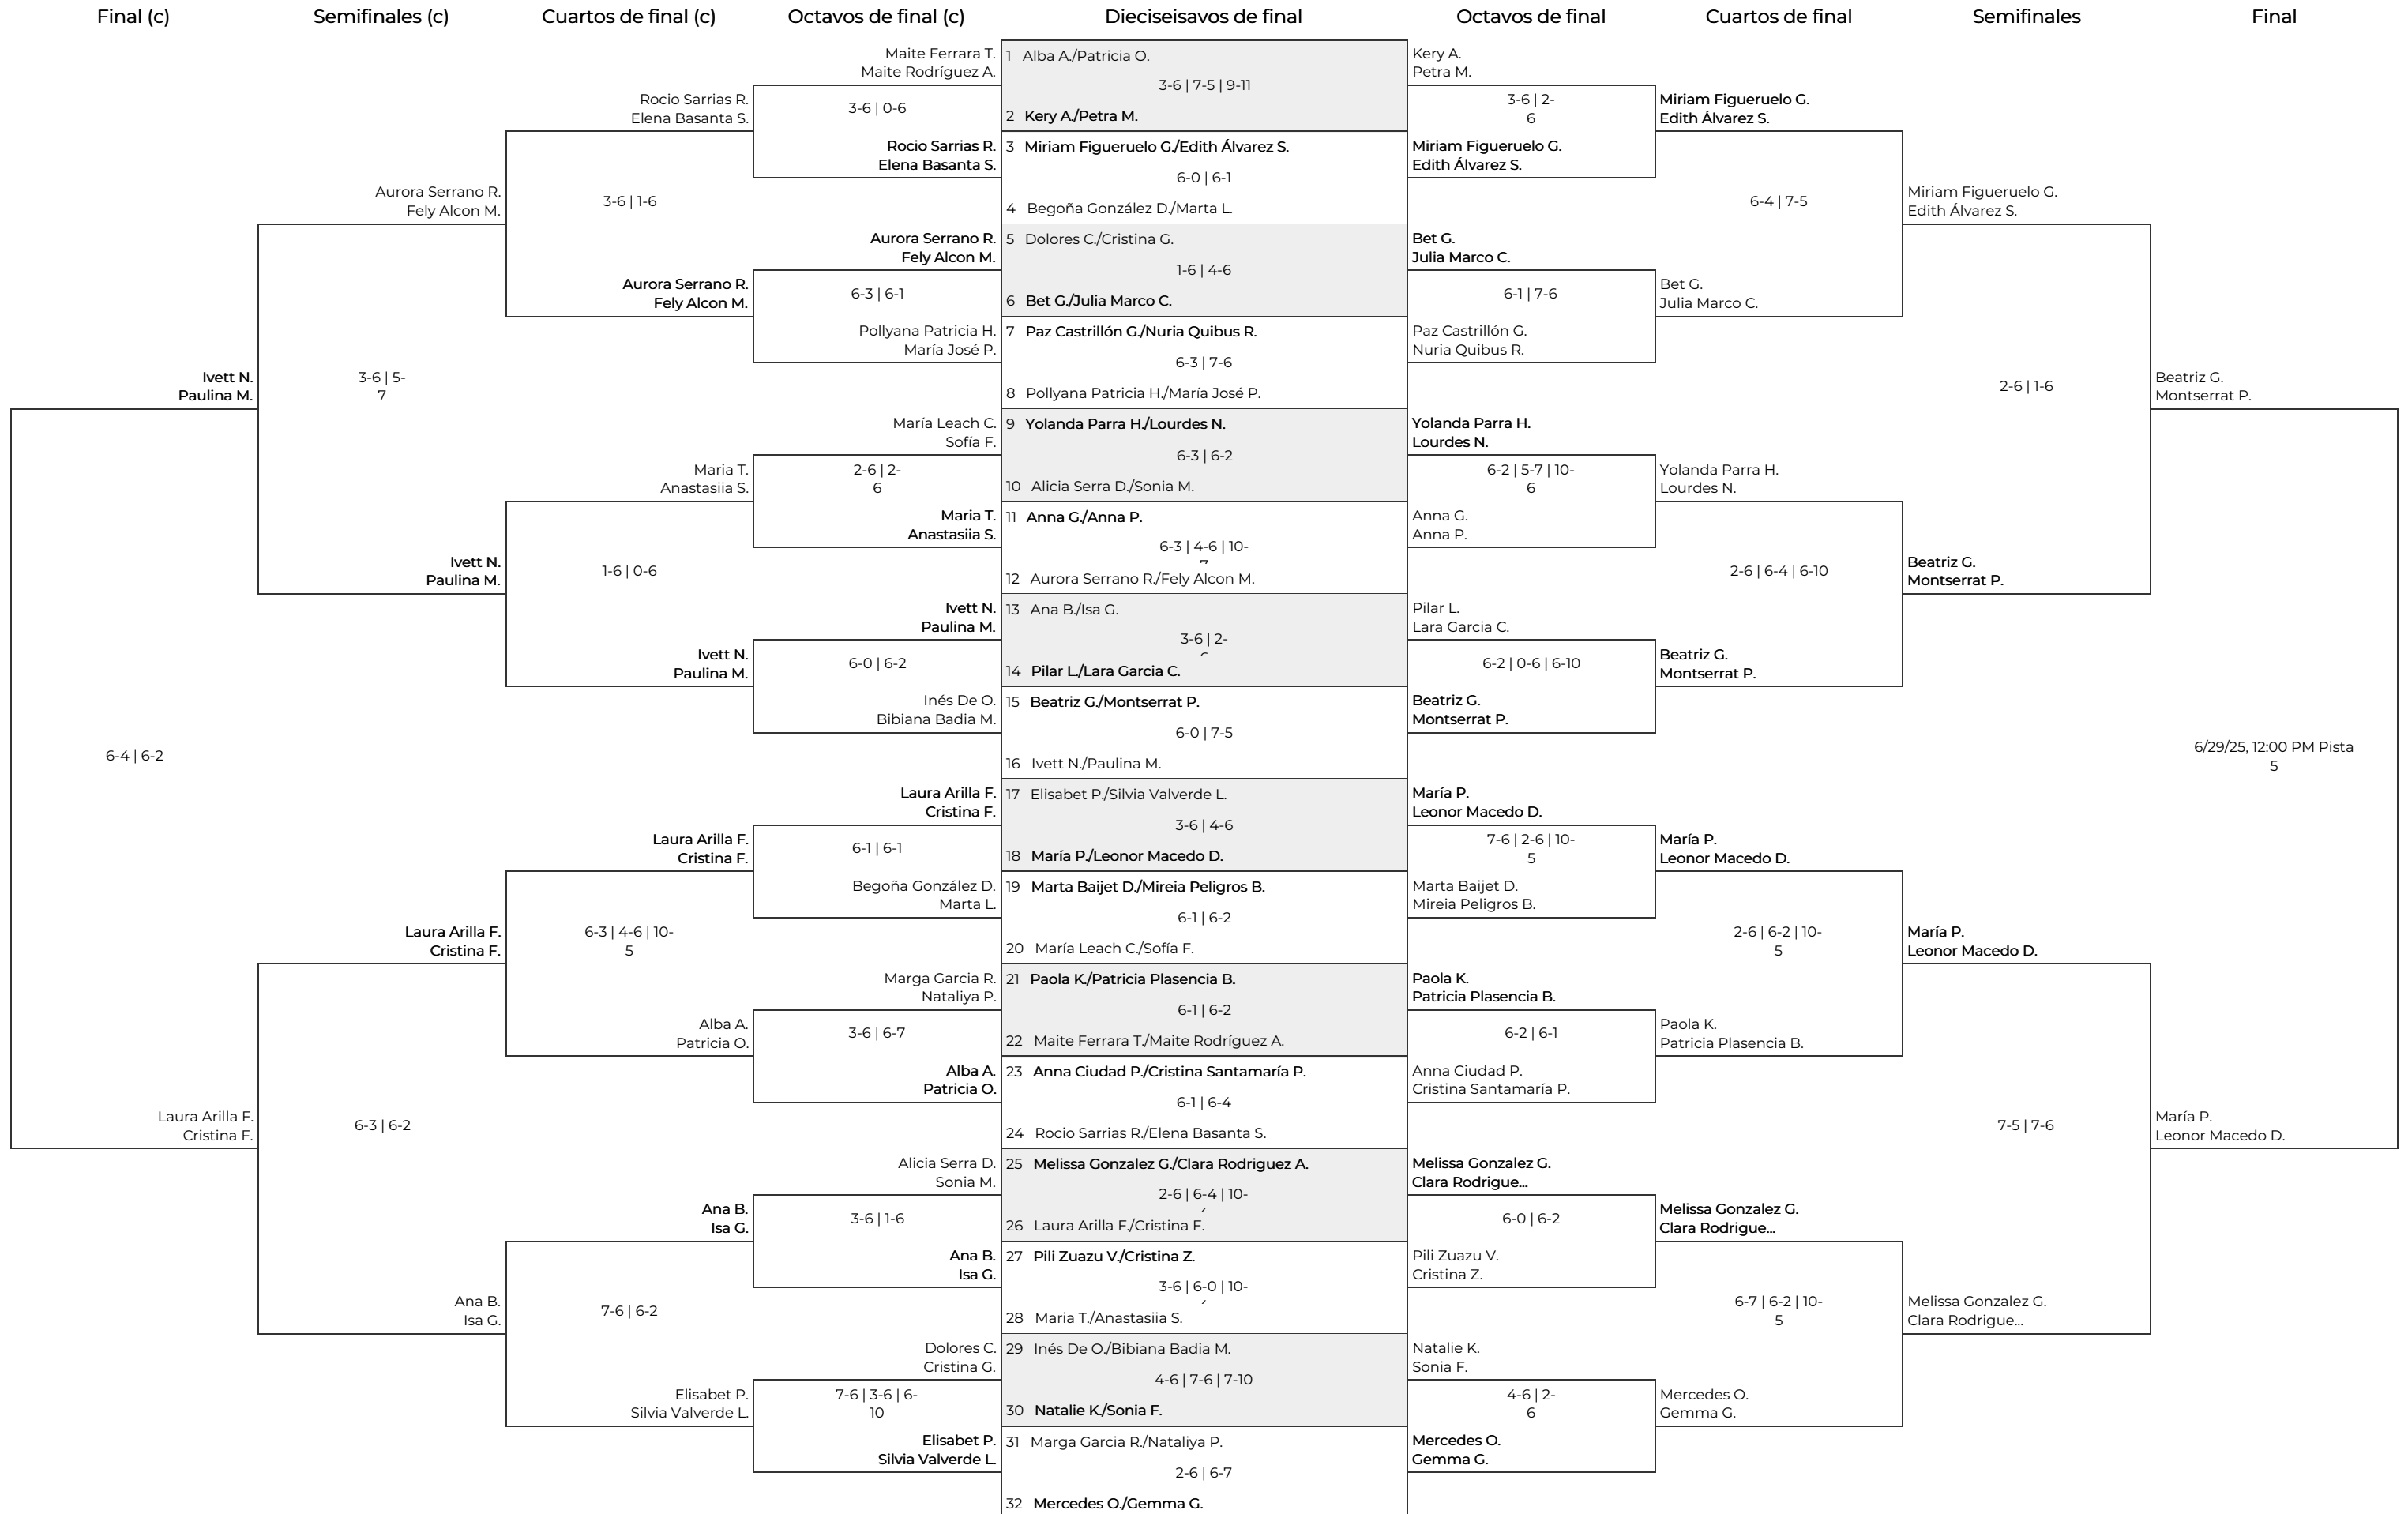 Final (c)
Semifinales (c)
Cuartos de final (c)
Octavos de final (c)
Dieciseisavos de final
Octavos de final
Cuartos de final
Semifinales
Final
Ivett N.
Paulina M.
6-4 | 6-2
Laura Arilla F.
Cristina F.
Aurora Serrano R.
Fely Alcon M.
3-6 | 5-
7
Ivett N.
Paulina M.
Laura Arilla F.
Cristina F.
6-3 | 6-2
Ana B.
Isa G.
Rocio Sarrias R.
Elena Basanta S.
3-6 | 1-6
Aurora Serrano R.
Fely Alcon M.
Maria T.
Anastasiia S.
1-6 | 0-6
Ivett N.
Paulina M.
Laura Arilla F.
Cristina F.
6-3 | 4-6 | 10-
5
Alba A.
Patricia O.
Ana B.
Isa G.
7-6 | 6-2
Elisabet P.
Silvia Valverde L.
Maite Ferrara T.
Maite Rodríguez A.
3-6 | 0-6
Rocio Sarrias R.
Elena Basanta S.
Aurora Serrano R.
Fely Alcon M.
6-3 | 6-1
Pollyana Patricia H.
María José P.
María Leach C.
Sofía F.
2-6 | 2-
6
Maria T.
Anastasiia S.
Ivett N.
Paulina M.
6-0 | 6-2
Inés De O.
Bibiana Badia M.
Laura Arilla F.
Cristina F.
6-1 | 6-1
Begoña González D.
Marta L.
Marga Garcia R.
Nataliya P.
3-6 | 6-7
Alba A.
Patricia O.
Alicia Serra D.
Sonia M.
3-6 | 1-6
Ana B.
Isa G.
Dolores C.
Cristina G.
7-6 | 3-6 | 6-
10
Elisabet P.
Silvia Valverde L.
1 Alba A./Patricia O.
3-6 | 7-5 | 9-11
2 Kery A./Petra M.
3 Miriam Figueruelo G./Edith Álvarez S.
6-0 | 6-1
4 Begoña González D./Marta L.
5 Dolores C./Cristina G.
1-6 | 4-6
6 Bet G./Julia Marco C.
7 Paz Castrillón G./Nuria Quibus R.
6-3 | 7-6
8 Pollyana Patricia H./María José P.
9 Yolanda Parra H./Lourdes N.
6-3 | 6-2
10 Alicia Serra D./Sonia M.
11 Anna G./Anna P.
6-3 | 4-6 | 10-
12 Aurora Serrano R./Fely Alcon M.
13 Ana B./Isa G.
3-6 | 2-
14 Pilar L./Lara Garcia C.
15 Beatriz G./Montserrat P.
6-0 | 7-5
16 Ivett N./Paulina M.
17 Elisabet P./Silvia Valverde L.
3-6 | 4-6
18 María P./Leonor Macedo D.
19 Marta Baijet D./Mireia Peligros B.
6-1 | 6-2
20 María Leach C./Sofía F.
21 Paola K./Patricia Plasencia B.
6-1 | 6-2
22 Maite Ferrara T./Maite Rodríguez A.
23 Anna Ciudad P./Cristina Santamaría P.
6-1 | 6-4
24 Rocio Sarrias R./Elena Basanta S.
25 Melissa Gonzalez G./Clara Rodriguez A.
2-6 | 6-4 | 10-
26 Laura Arilla F./Cristina F.
27 Pili Zuazu V./Cristina Z.
3-6 | 6-0 | 10-
28 Maria T./Anastasiia S.
29 Inés De O./Bibiana Badia M.
4-6 | 7-6 | 7-10
30 Natalie K./Sonia F.
31 Marga Garcia R./Nataliya P.
2-6 | 6-7
32 Mercedes O./Gemma G.
Kery A.
Petra M.
3-6 | 2-
6
Miriam Figueruelo G.
Edith Álvarez S.
Bet G.
Julia Marco C.
6-1 | 7-6
Paz Castrillón G.
Nuria Quibus R.
Yolanda Parra H.
Lourdes N.
6-2 | 5-7 | 10-
6
Anna G.
Anna P.
Pilar L.
Lara Garcia C.
6-2 | 0-6 | 6-10
Beatriz G.
Montserrat P.
María P.
Leonor Macedo D.
7-6 | 2-6 | 10-
5
Marta Baijet D.
Mireia Peligros B.
Paola K.
Patricia Plasencia B.
6-2 | 6-1
Anna Ciudad P.
Cristina Santamaría P.
Melissa Gonzalez G.
Clara Rodrigue...
6-0 | 6-2
Pili Zuazu V.
Cristina Z.
Natalie K.
Sonia F.
4-6 | 2-
6
Mercedes O.
Gemma G.
Miriam Figueruelo G.
Edith Álvarez S.
6-4 | 7-5
Bet G.
Julia Marco C.
Yolanda Parra H.
Lourdes N.
2-6 | 6-4 | 6-10
Beatriz G.
Montserrat P.
María P.
Leonor Macedo D.
2-6 | 6-2 | 10-
5
Paola K.
Patricia Plasencia B.
Melissa Gonzalez G.
Clara Rodrigue...
6-7 | 6-2 | 10-
5
Mercedes O.
Gemma G.
Miriam Figueruelo G.
Edith Álvarez S.
2-6 | 1-6
Beatriz G.
Montserrat P.
María P.
Leonor Macedo D.
7-5 | 7-6
Melissa Gonzalez G.
Clara Rodrigue...
Beatriz G.
Montserrat P.
6/29/25, 12:00 PM Pista
5
María P.
Leonor Macedo D.